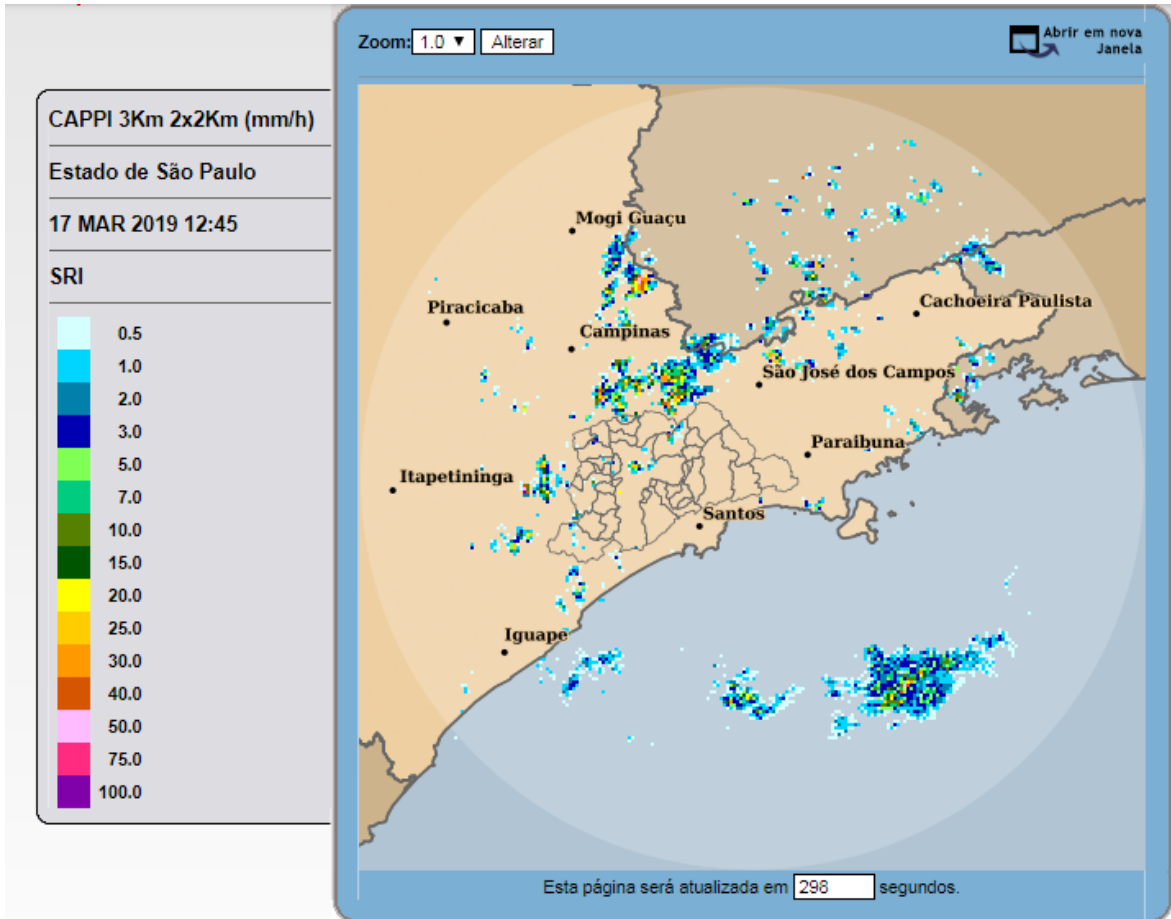 Zoom: 1.0 ▼ Alterar
Abrir em nova
Janela
CAPPI 3Km 2x2Km (mm/h)
Estado de São Paulo
17 MAR 2019 12:45
SRI
0.5
1.0
2.0
3.0
5.0
7.0
10.0
15.0
20.0
25.0
30.0
40.0
50.0
75.0
100.0
Mogi Guaçu
Piracicaba
Cachoeira Paulista
Campinas
São José dos Campos
Paraibuna
Itapetininga
Santos
Iguape
Esta página será atualizada em 298 segundos.